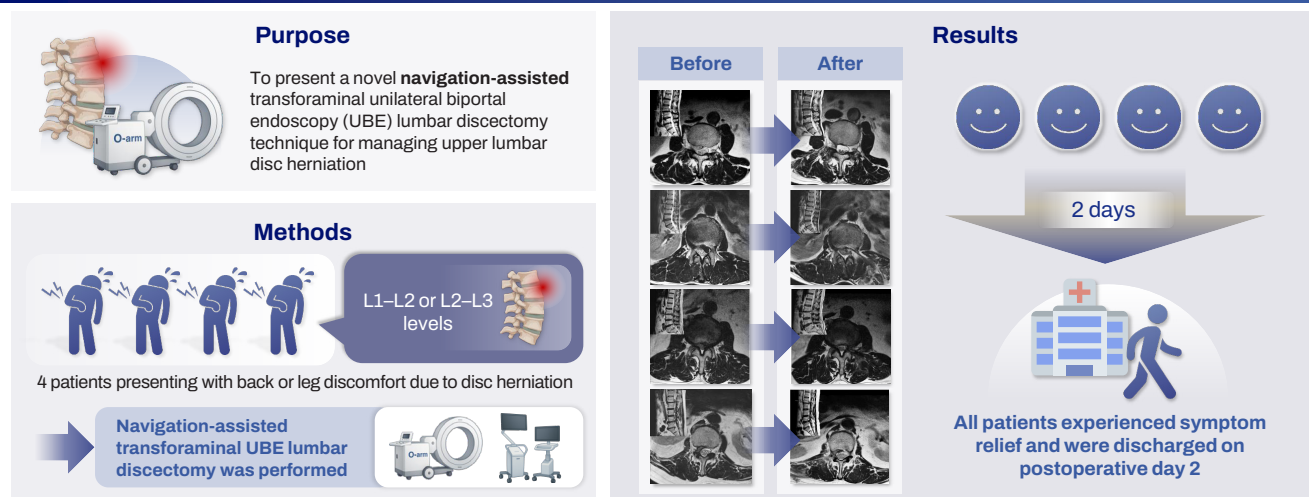 Purpose
To present a novel navigation-assisted
transforaminal unilateral biportal
endoscopy (UBE) lumbar discectomy
technique for managing upper lumbar
disc herniation
O-arm
Methods
L1–L2 or L2–L3
levels
4 patients presenting with back or leg discomfort due to disc herniation
Navigation-assisted
transforaminal UBE lumbar
discectomy was performed
O-arm
Results
Before
After
2 days
All patients experienced symptom
relief and were discharged on
postoperative day 2